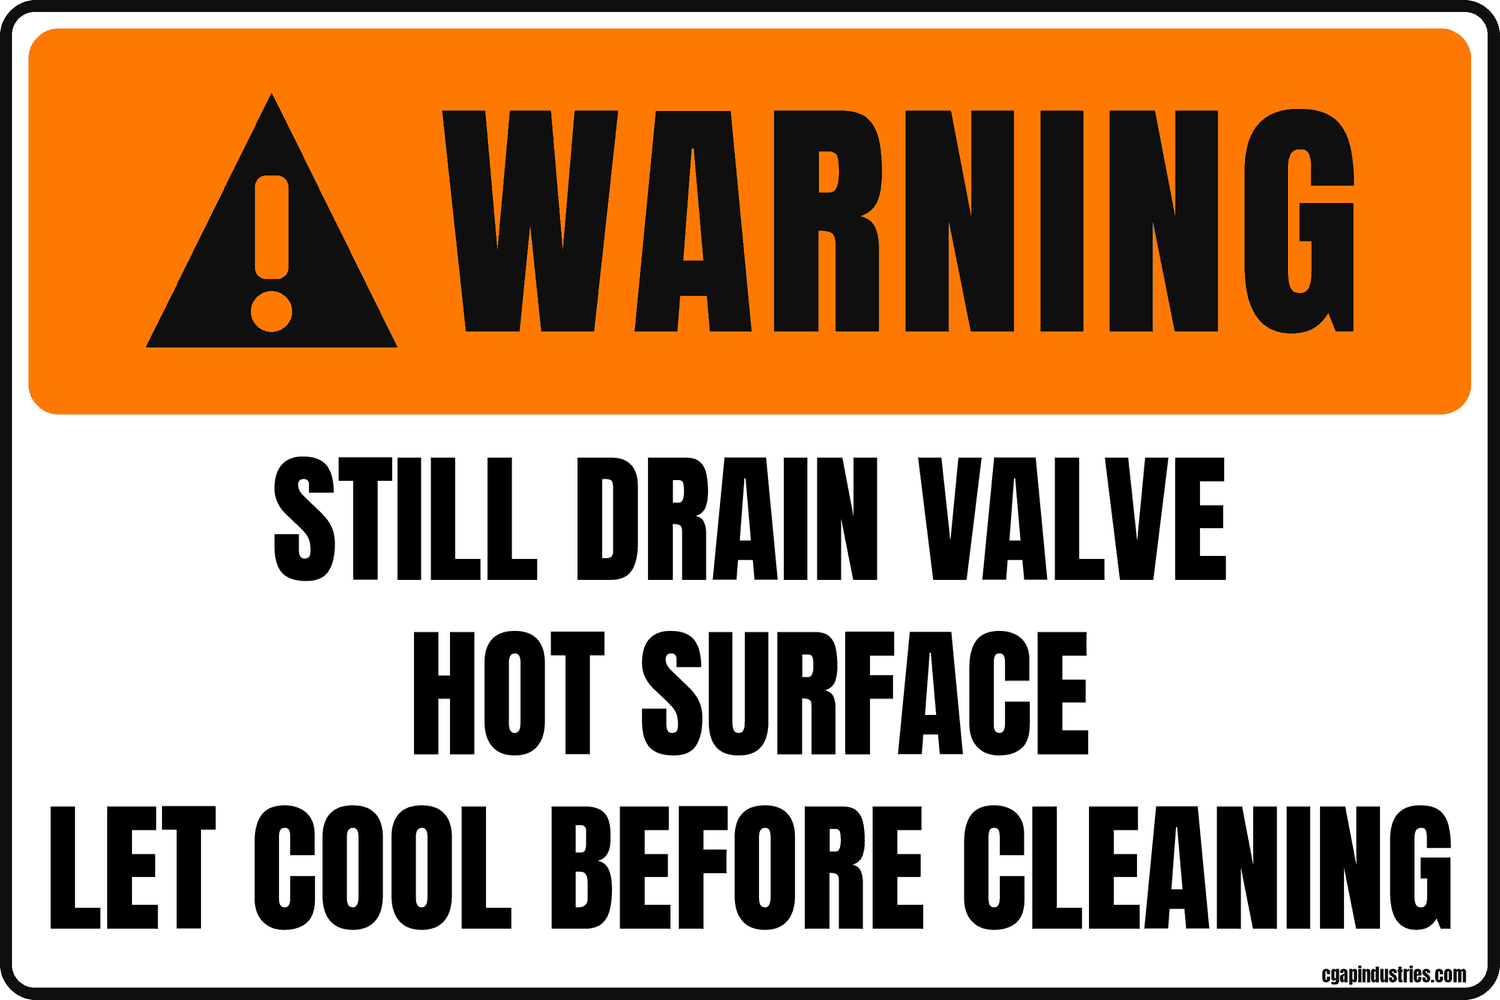 WARNING
STILL DRAIN VALVE
HOT SURFACE
LET COOL BEFORE CLEANING
cgapindustries.com